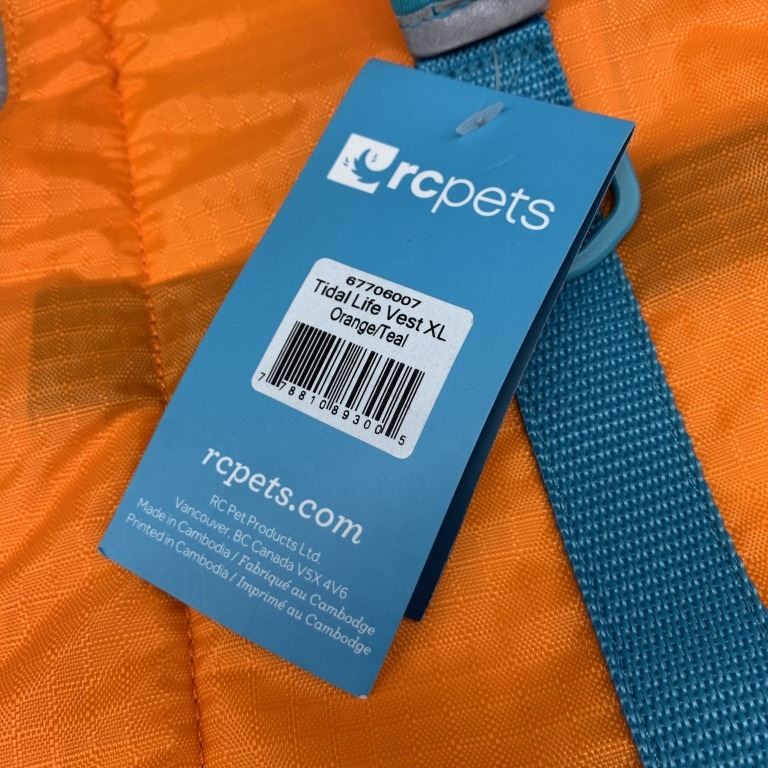 rcpets
67706007
Tidal Life Vest XL
Orange/Teal
7 78810 89300 5
rcpets.com
RC Pet Products Ltd.
Vancouver, BC Canada V5X 4V6
Made in Cambodia / Fabriqué au Cambodge
Printed in Cambodia / Imprimé au Cambodge